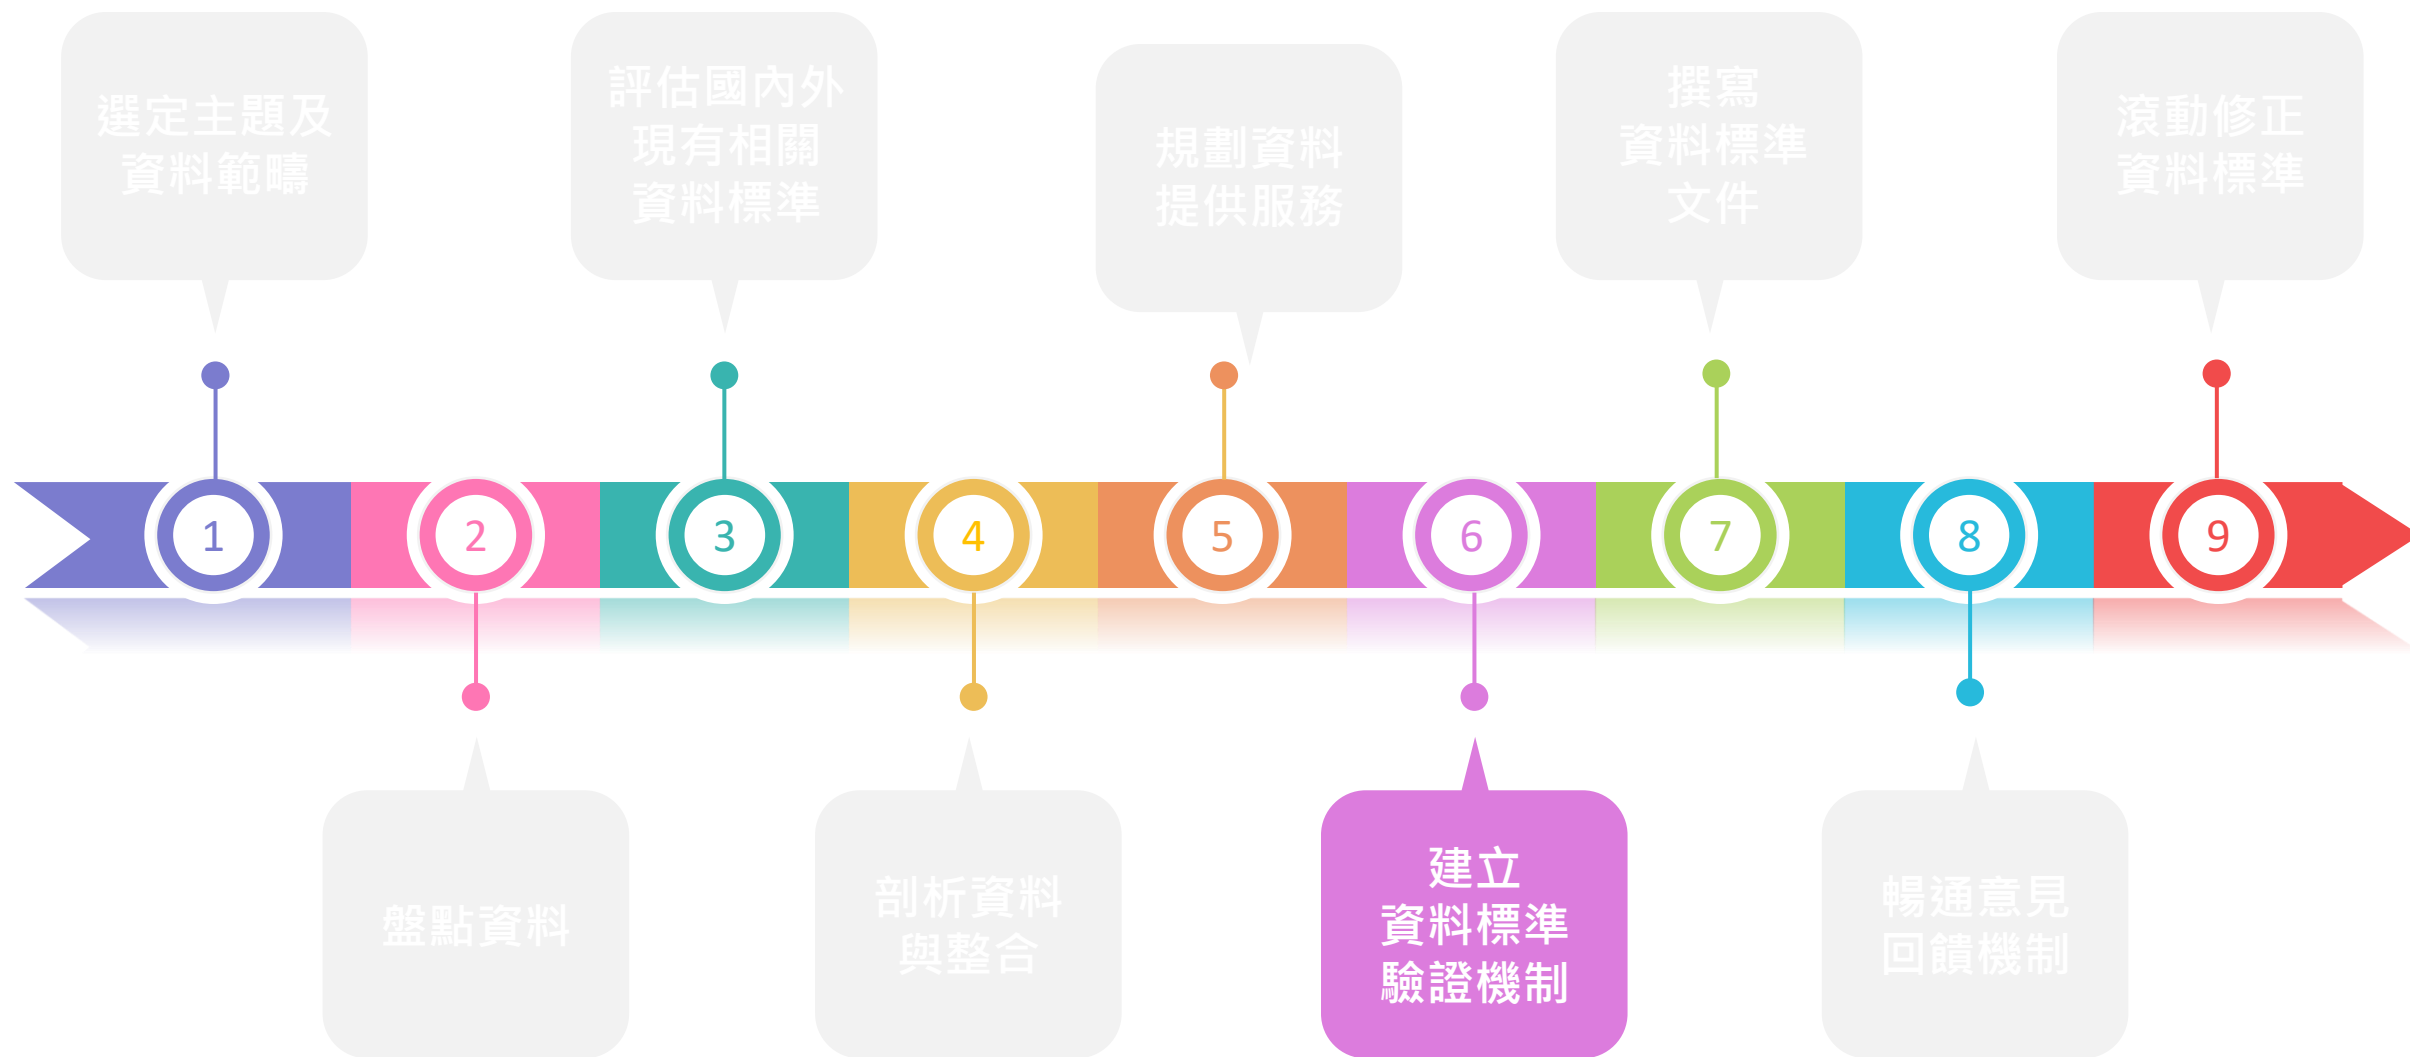 選定主題及
資料範疇
評估國內外
現有相關
資料標準
規劃資料
提供服務
撰寫
資料標準
文件
滾動修正
資料標準
1
2
3
4
5
6
7
8
9
盤點資料
剖析資料
與整合
建立
資料標準
驗證機制
暢通意見
回饋機制